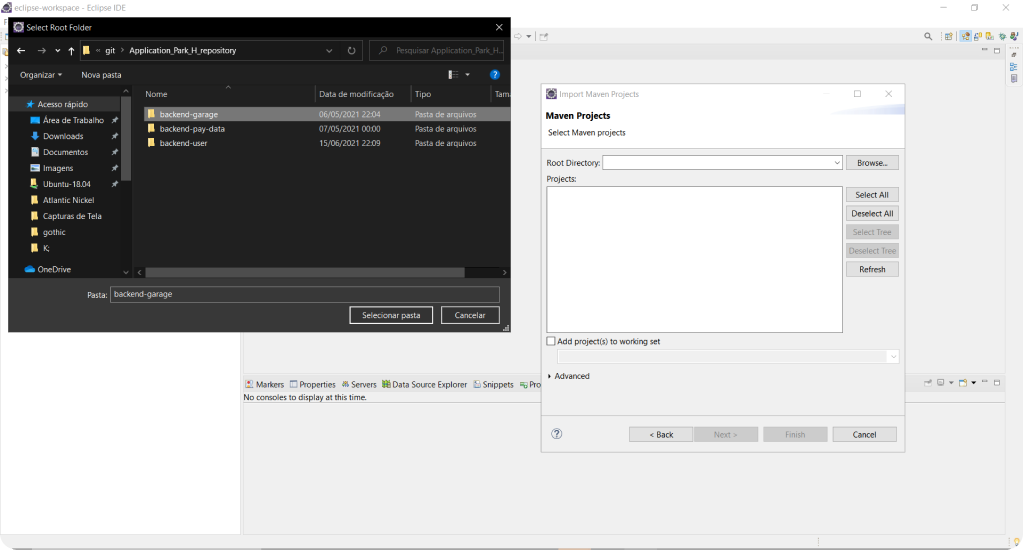 eclipse-workspace - Eclipse IDE
Select Root Folder
« git > Application_Park_H_repository
Pesquisar Application_Park_H...
Organizar
Nova pasta
?
Nome Data de modificação Tipo Tama
Acesso rápido
Área de Trabalho
Downloads
Documentos
Imagens
Ubuntu-18.04
Atlantic Nickel
Capturas de Tela
gothic
K;
OneDrive
backend-garage 06/05/2021 22:04 Pasta de arquivos
backend-pay-data 07/05/2021 00:00 Pasta de arquivos
backend-user 15/06/2021 22:09 Pasta de arquivos
Pasta: backend-garage
Selecionar pasta Cancelar
Import Maven Projects
Maven Projects
Select Maven projects
Root Directory:
Browse...
Projects:
Select All
Deselect All
Select Tree
Deselect Tree
Refresh
Add project(s) to working set
Advanced
?
< Back Next > Finish Cancel
Markers Properties Servers Data Source Explorer Snippets Pro
No consoles to display at this time.